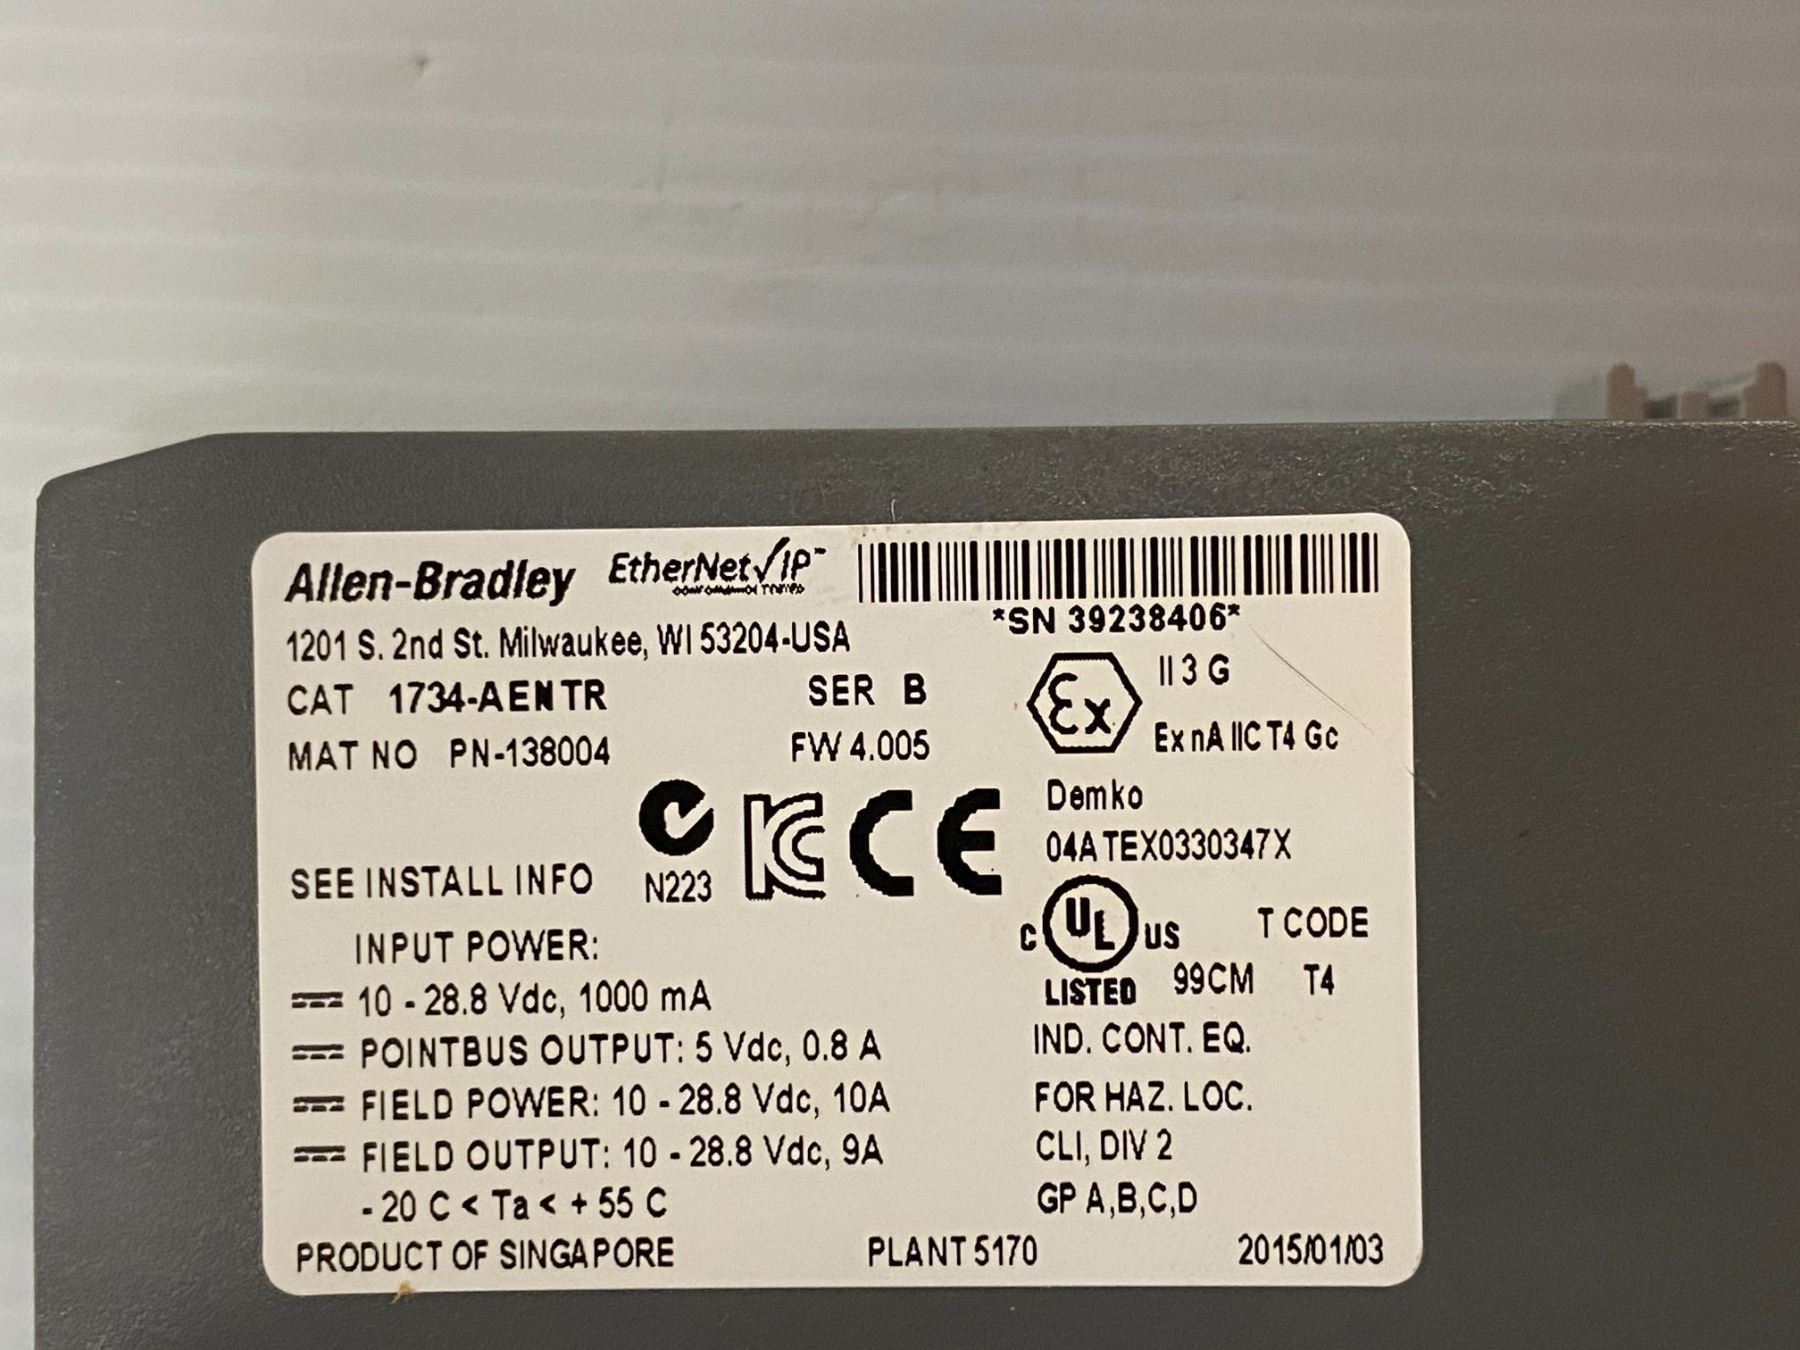 Allen-Bradley EtherNet/IP™
*SN 39238406*
1201 S. 2nd St. Milwaukee, WI 53204-USA
CAT 1734-AENTR SER B
MAT NO PN-138004 FW 4.005
Ex II 3 G
Ex nA IIC T4 Gc
Demko
04ATEX0330347X
SEE INSTALL INFO N223 KC CE
C UL US LISTED 99CM
T CODE
T4
IND. CONT. EQ.
FOR HAZ. LOC.
CLI, DIV 2
GP A,B,C,D
INPUT POWER:
10 - 28.8 Vdc, 1000 mA
POINTBUS OUTPUT: 5 Vdc, 0.8 A
FIELD POWER: 10 - 28.8 Vdc, 10A
FIELD OUTPUT: 10 - 28.8 Vdc, 9A
- 20 C < Ta < + 55 C
PRODUCT OF SINGAPORE PLANT 5170 2015/01/03